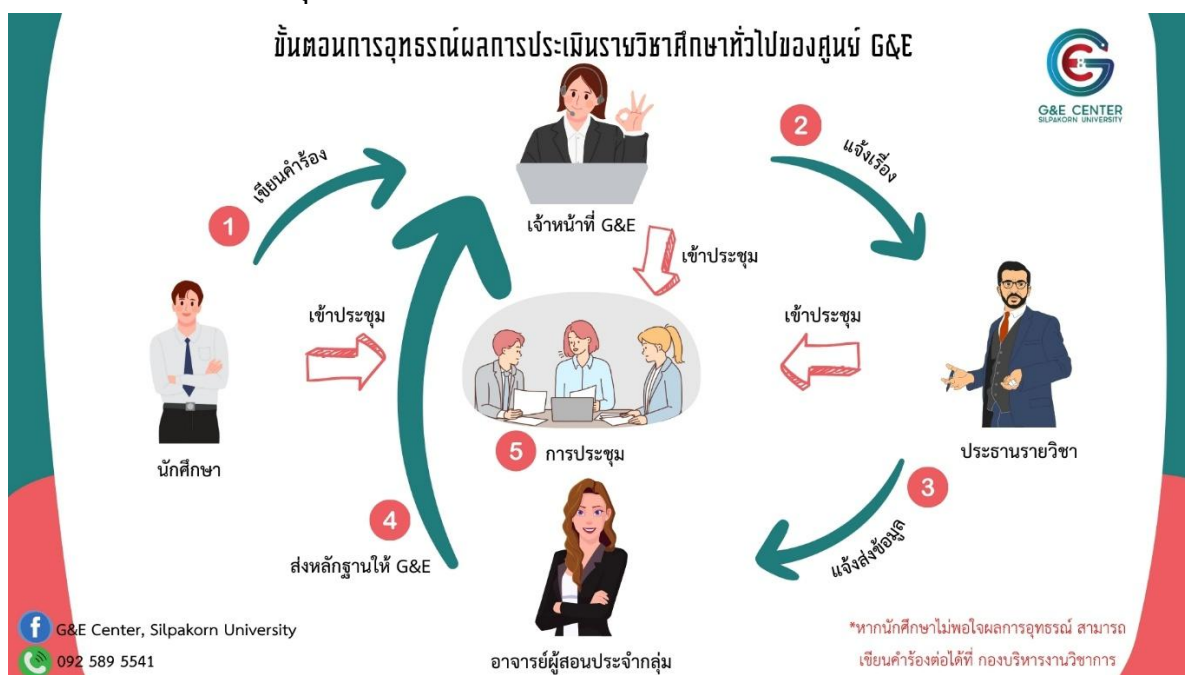 ขั้นตอนการอุทธรณ์ผลการประเมินรายวิชาศึกษาทั่วไปของศูนย์ G&E
G&E CENTER
SILPAKORN UNIVERSITY
1
เขียนคำร้อง
2
แจ้งเรื่อง
เจ้าหน้าที่ G&E
เข้าประชุม
เข้าประชุม
เข้าประชุม
นักศึกษา
5 การประชุม
ประธานรายวิชา
3
แจ้งส่งข้อมูล
4
ส่งหลักฐานให้ G&E
อาจารย์ผู้สอนประจำกลุ่ม
G&E Center, Silpakorn University
092 589 5541
*หากนักศึกษาไม่พอใจผลการอุทธรณ์ สามารถ
เขียนคำร้องต่อได้ที่ กองบริหารงานวิชาการ